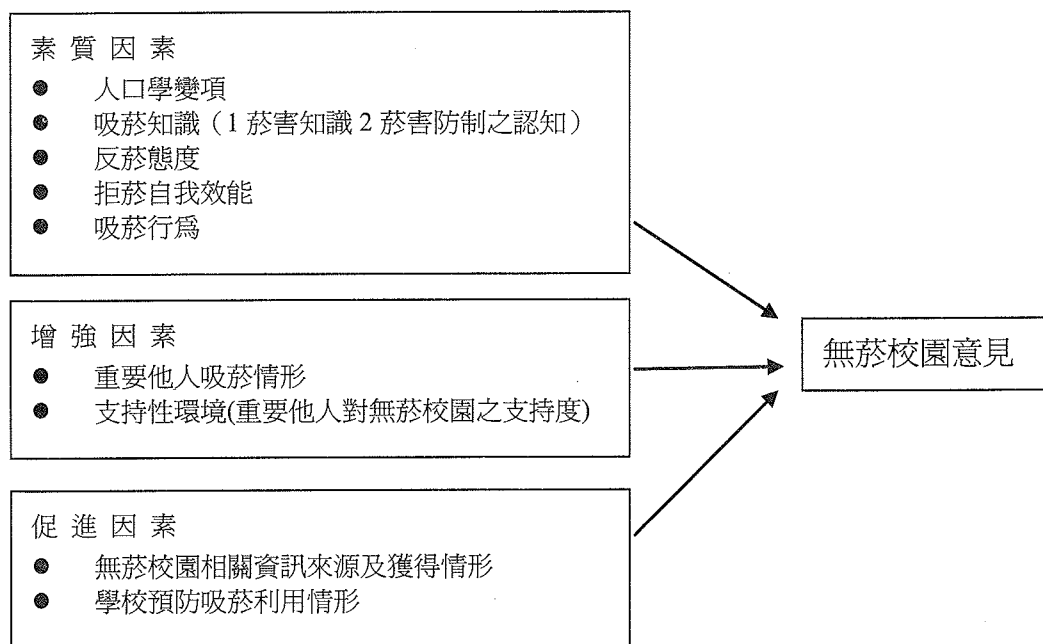 素質因素
● 人口學變項
● 吸菸知識（1 菸害知識 2 菸害防制之認知）
● 反菸態度
● 拒菸自我效能
● 吸菸行爲
增強因素
● 重要他人吸菸情形
● 支持性環境(重要他人對無菸校園之支持度)
無菸校園意見
促進因素
● 無菸校園相關資訊來源及獲得情形
● 學校預防吸菸利用情形